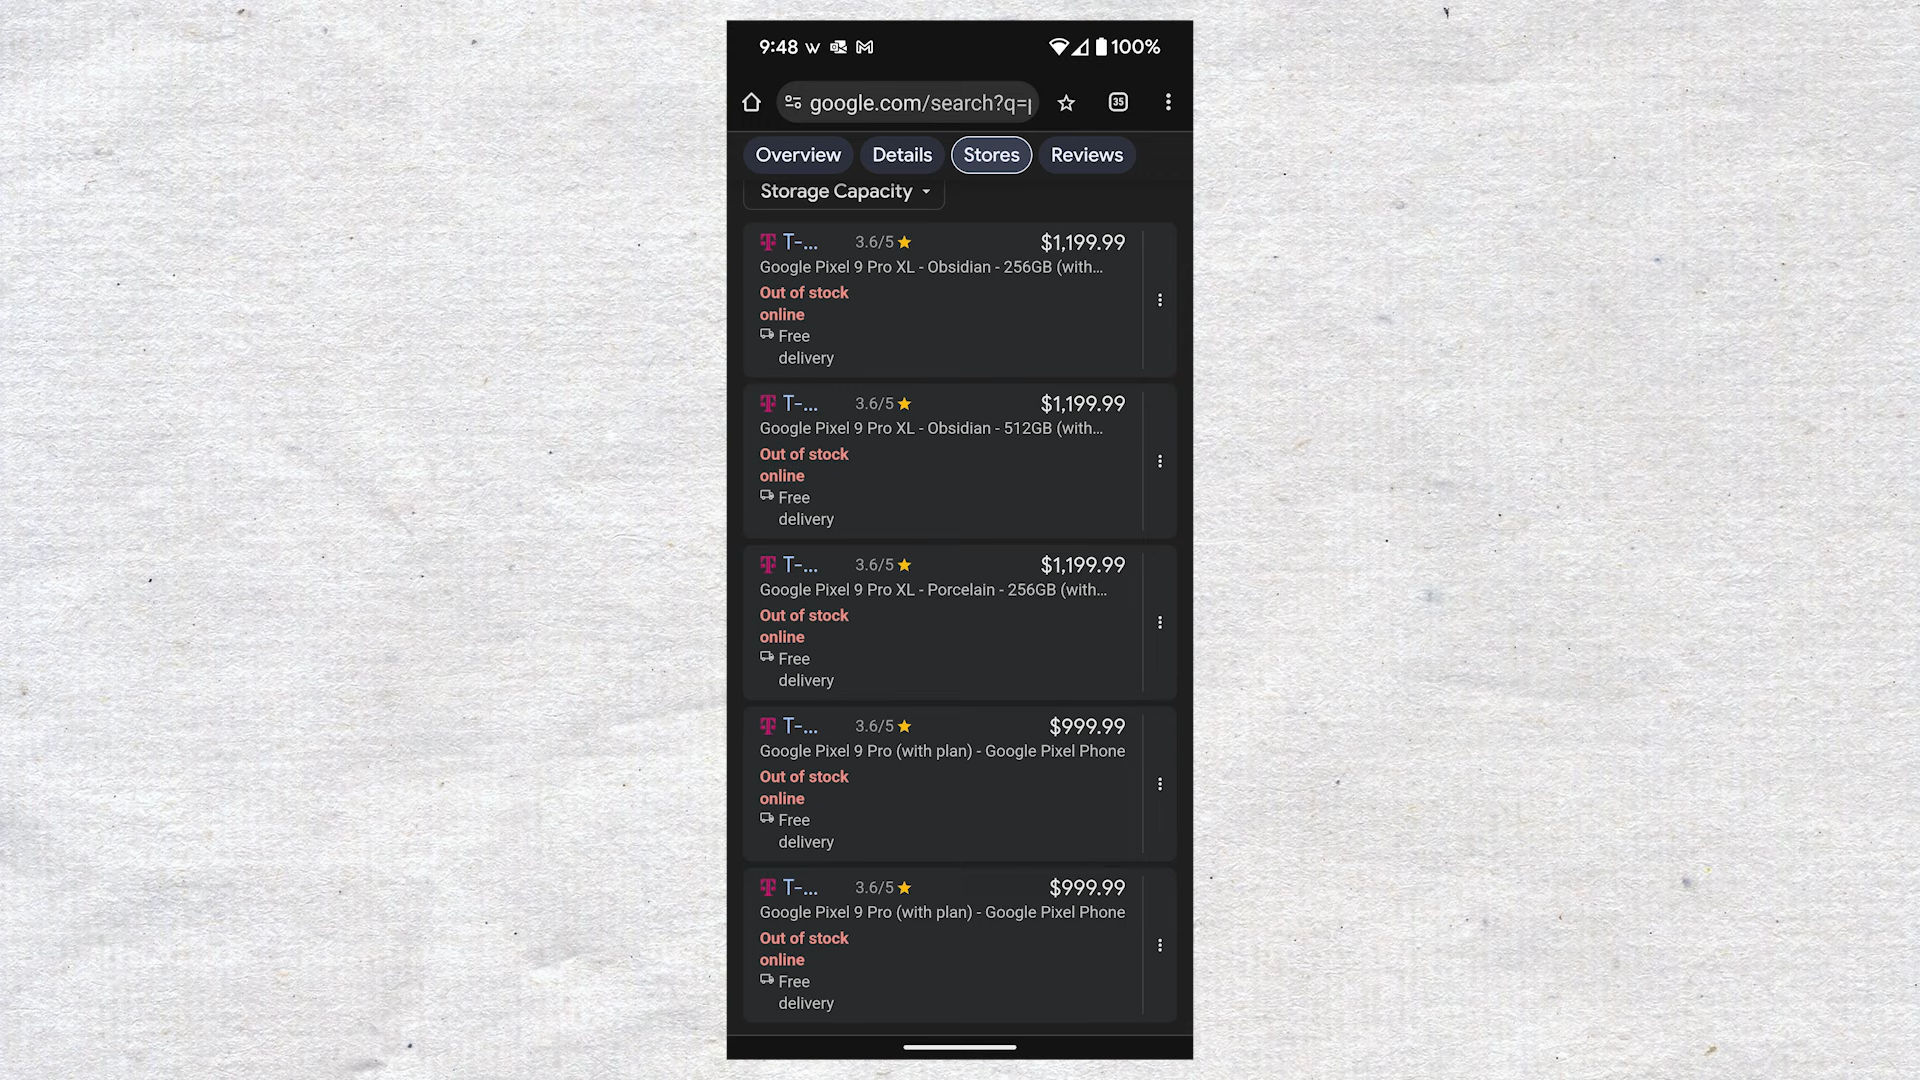 9:48 100%
google.com/search?q=
35
Overview Details Stores Reviews
Storage Capacity
T-... 3.6/5 $1,199.99
Google Pixel 9 Pro XL - Obsidian - 256GB (with...
Out of stock
online
Free
delivery
T-... 3.6/5 $1,199.99
Google Pixel 9 Pro XL - Obsidian - 512GB (with...
Out of stock
online
Free
delivery
T-... 3.6/5 $1,199.99
Google Pixel 9 Pro XL - Porcelain - 256GB (with...
Out of stock
online
Free
delivery
T-... 3.6/5 $999.99
Google Pixel 9 Pro (with plan) - Google Pixel Phone
Out of stock
online
Free
delivery
T-... 3.6/5 $999.99
Google Pixel 9 Pro (with plan) - Google Pixel Phone
Out of stock
online
Free
delivery